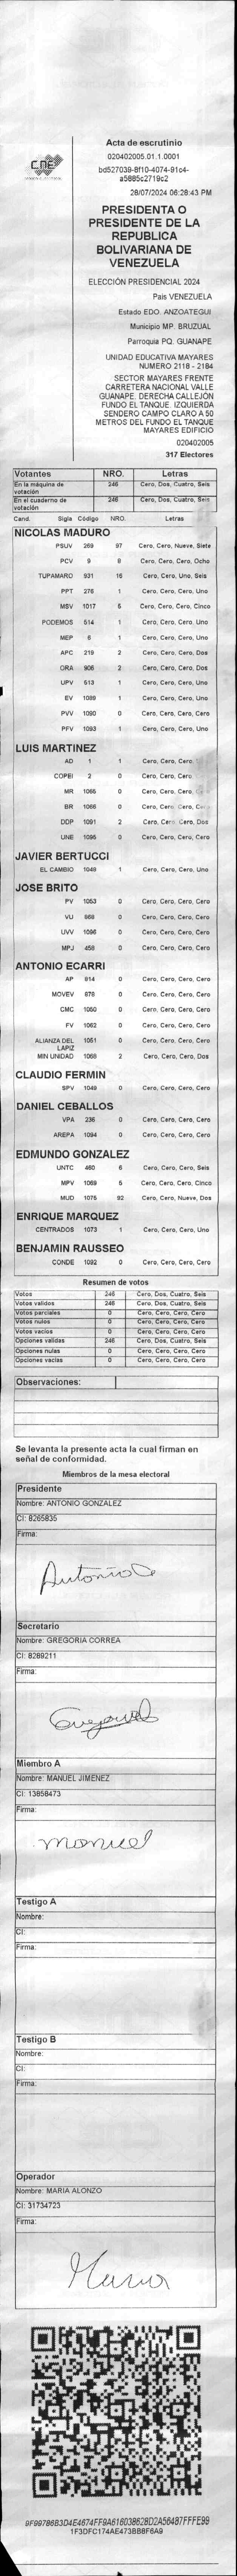 CNE
Acta de escrutinio
020402005.01.1.0001
bd527039-8f10-4074-91c4-
a5885c2719c2
28/07/2024 06:28:43 PM
PRESIDENTA O
PRESIDENTE DE LA
REPUBLICA
BOLIVARIANA DE
VENEZUELA
ELECCIÓN PRESIDENCIAL 2024
Pais VENEZUELA
Estado EDO. ANZOATEGUI
Municipio MP. BRUZUAL
Parroquia PQ. GUANAPE
UNIDAD EDUCATIVA MAYARES
NUMERO 2118 - 2184
SECTOR MAYARES FRENTE
CARRETERA NACIONAL VALLE
GUANAPE. DERECHA CALLEJÓN
FUNDO EL TANQUE. IZQUIERDA
SENDERO CAMPO CLARO A 50
METROS DEL FUNDO EL TANQUE
MAYARES EDIFICIO
020402005
317 Electores
Votantes NRO. Letras
En la máquina de votación 246 Cero, Dos, Cuatro, Seis
En el cuaderno de votación 246 Cero, Dos, Cuatro, Seis
Cand. Sigla Código NRO. Letras
NICOLAS MADURO
PSUV 269 97 Cero, Cero, Nueve, Siete
PCV 9 8 Cero, Cero, Cero, Ocho
TUPAMARO 931 16 Cero, Cero, Uno, Seis
PPT 276 1 Cero, Cero, Cero, Uno
MSV 1017 5 Cero, Cero, Cero, Cinco
PODEMOS 514 1 Cero, Cero, Cero, Uno
MEP 6 1 Cero, Cero, Cero, Uno
APC 219 2 Cero, Cero, Cero, Dos
ORA 906 2 Cero, Cero, Cero, Dos
UPV 513 1 Cero, Cero, Cero, Uno
EV 1089 1 Cero, Cero, Cero, Uno
PVV 1090 0 Cero, Cero, Cero, Cero
PFV 1093 1 Cero, Cero, Cero, Uno
LUIS MARTINEZ
AD 1 1 Cero, Cero, Cero,
COPEI 2 0 Cero, Cero, Cero,
MR 1065 0 Cero, Cero, Cero,
BR 1066 0 Cero, Cero, Cero,
DDP 1091 2 Cero, Cero, Cero, Dos
UNE 1096 0 Cero, Cero, Cero, Cero
JAVIER BERTUCCI
EL CAMBIO 1049 1 Cero, Cero, Cero, Uno
JOSE BRITO
PV 1053 0 Cero, Cero, Cero, Cero
VU 868 0 Cero, Cero, Cero, Cero
UVV 1086 0 Cero, Cero, Cero, Cero
MPJ 458 0 Cero, Cero, Cero, Cero
ANTONIO ECARRI
AP 814 0 Cero, Cero, Cero, Cero
MOVEV 878 0 Cero, Cero, Cero, Cero
CMC 1050 0 Cero, Cero, Cero, Cero
FV 1062 0 Cero, Cero, Cero, Cero
ALIANZA DEL LAPIZ 1051 0 Cero, Cero, Cero, Cero
MIN UNIDAD 1068 2 Cero, Cero, Cero, Dos
CLAUDIO FERMIN
SPV 1049 0 Cero, Cero, Cero, Cero
DANIEL CEBALLOS
VPA 236 0 Cero, Cero, Cero, Cero
AREPA 1094 0 Cero, Cero, Cero, Cero
EDMUNDO GONZALEZ
UNTC 460 6 Cero, Cero, Cero, Seis
MPV 1069 5 Cero, Cero, Cero, Cinco
MUD 1075 92 Cero, Cero, Nueve, Dos
ENRIQUE MARQUEZ
CENTRADOS 1073 1 Cero, Cero, Cero, Uno
BENJAMIN RAUSSEO
CONDE 1092 0 Cero, Cero, Cero, Cero
Resumen de votos
Votos 246 Cero, Dos, Cuatro, Seis
Votos validos 246 Cero, Dos, Cuatro, Seis
Votos parciales 0 Cero, Cero, Cero, Cero
Votos nulos 0 Cero, Cero, Cero, Cero
Votos vacios 0 Cero, Cero, Cero, Cero
Opciones validas 246 Cero, Dos, Cuatro, Seis
Opciones nulas 0 Cero, Cero, Cero, Cero
Opciones vacias 0 Cero, Cero, Cero, Cero
Observaciones:
Se levanta la presente acta la cual firman en
señal de conformidad.
Miembros de la mesa electoral
Presidente
Nombre: ANTONIO GONZALEZ
CI: 8265835
Firma:
Antonio G
Secretario
Nombre: GREGORIA CORREA
CI: 8269211
Firma:
Miembro A
Nombre: MANUEL JIMENEZ
CI: 13858473
Firma:
manuel
Testigo A
Nombre:
CI:
Firma:
Testigo B
Nombre:
CI:
Firma:
Operador
Nombre: MARIA ALONZO
CI: 31734723
Firma:
Maria
9F99786B3D4E4674FF9A616038628D2A56487FFFE99
1F3DFC174AE473BB8F6A9